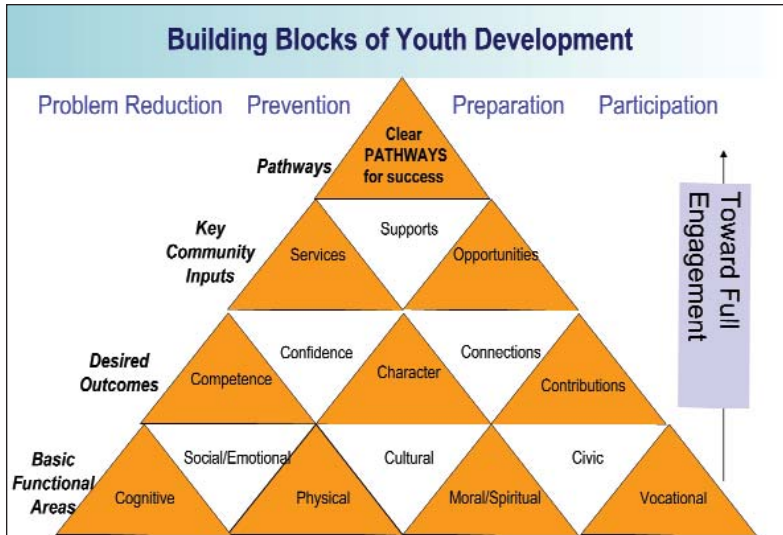 Building Blocks of Youth Development
Problem Reduction Prevention Preparation Participation
Pathways
Clear
PATHWAYS
for success
Key
Community
Inputs
Services
Supports
Opportunities
Desired
Outcomes
Competence
Confidence
Character
Connections
Contributions
Basic
Functional
Areas
Cognitive
Social/Emotional
Physical
Cultural
Moral/Spiritual
Civic
Vocational
Toward Full
Engagement